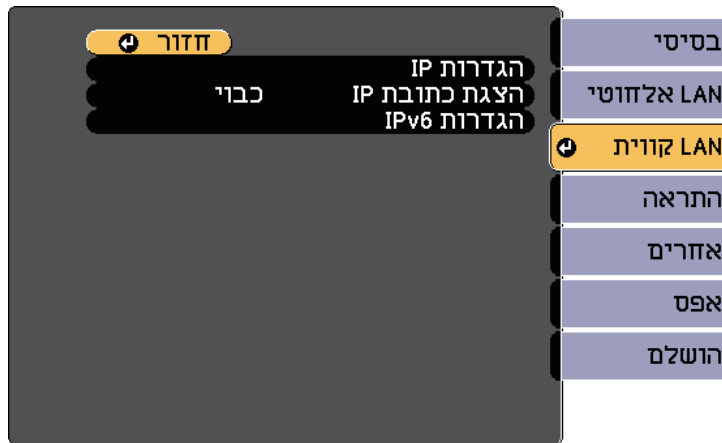 חזור
הגדרות IP
הצגת כתובת IP כבוי
הגדרות IPv6
בסיסי
LAN אלחוטי
LAN קווית
התראה
אחרים
אפס
הושלם